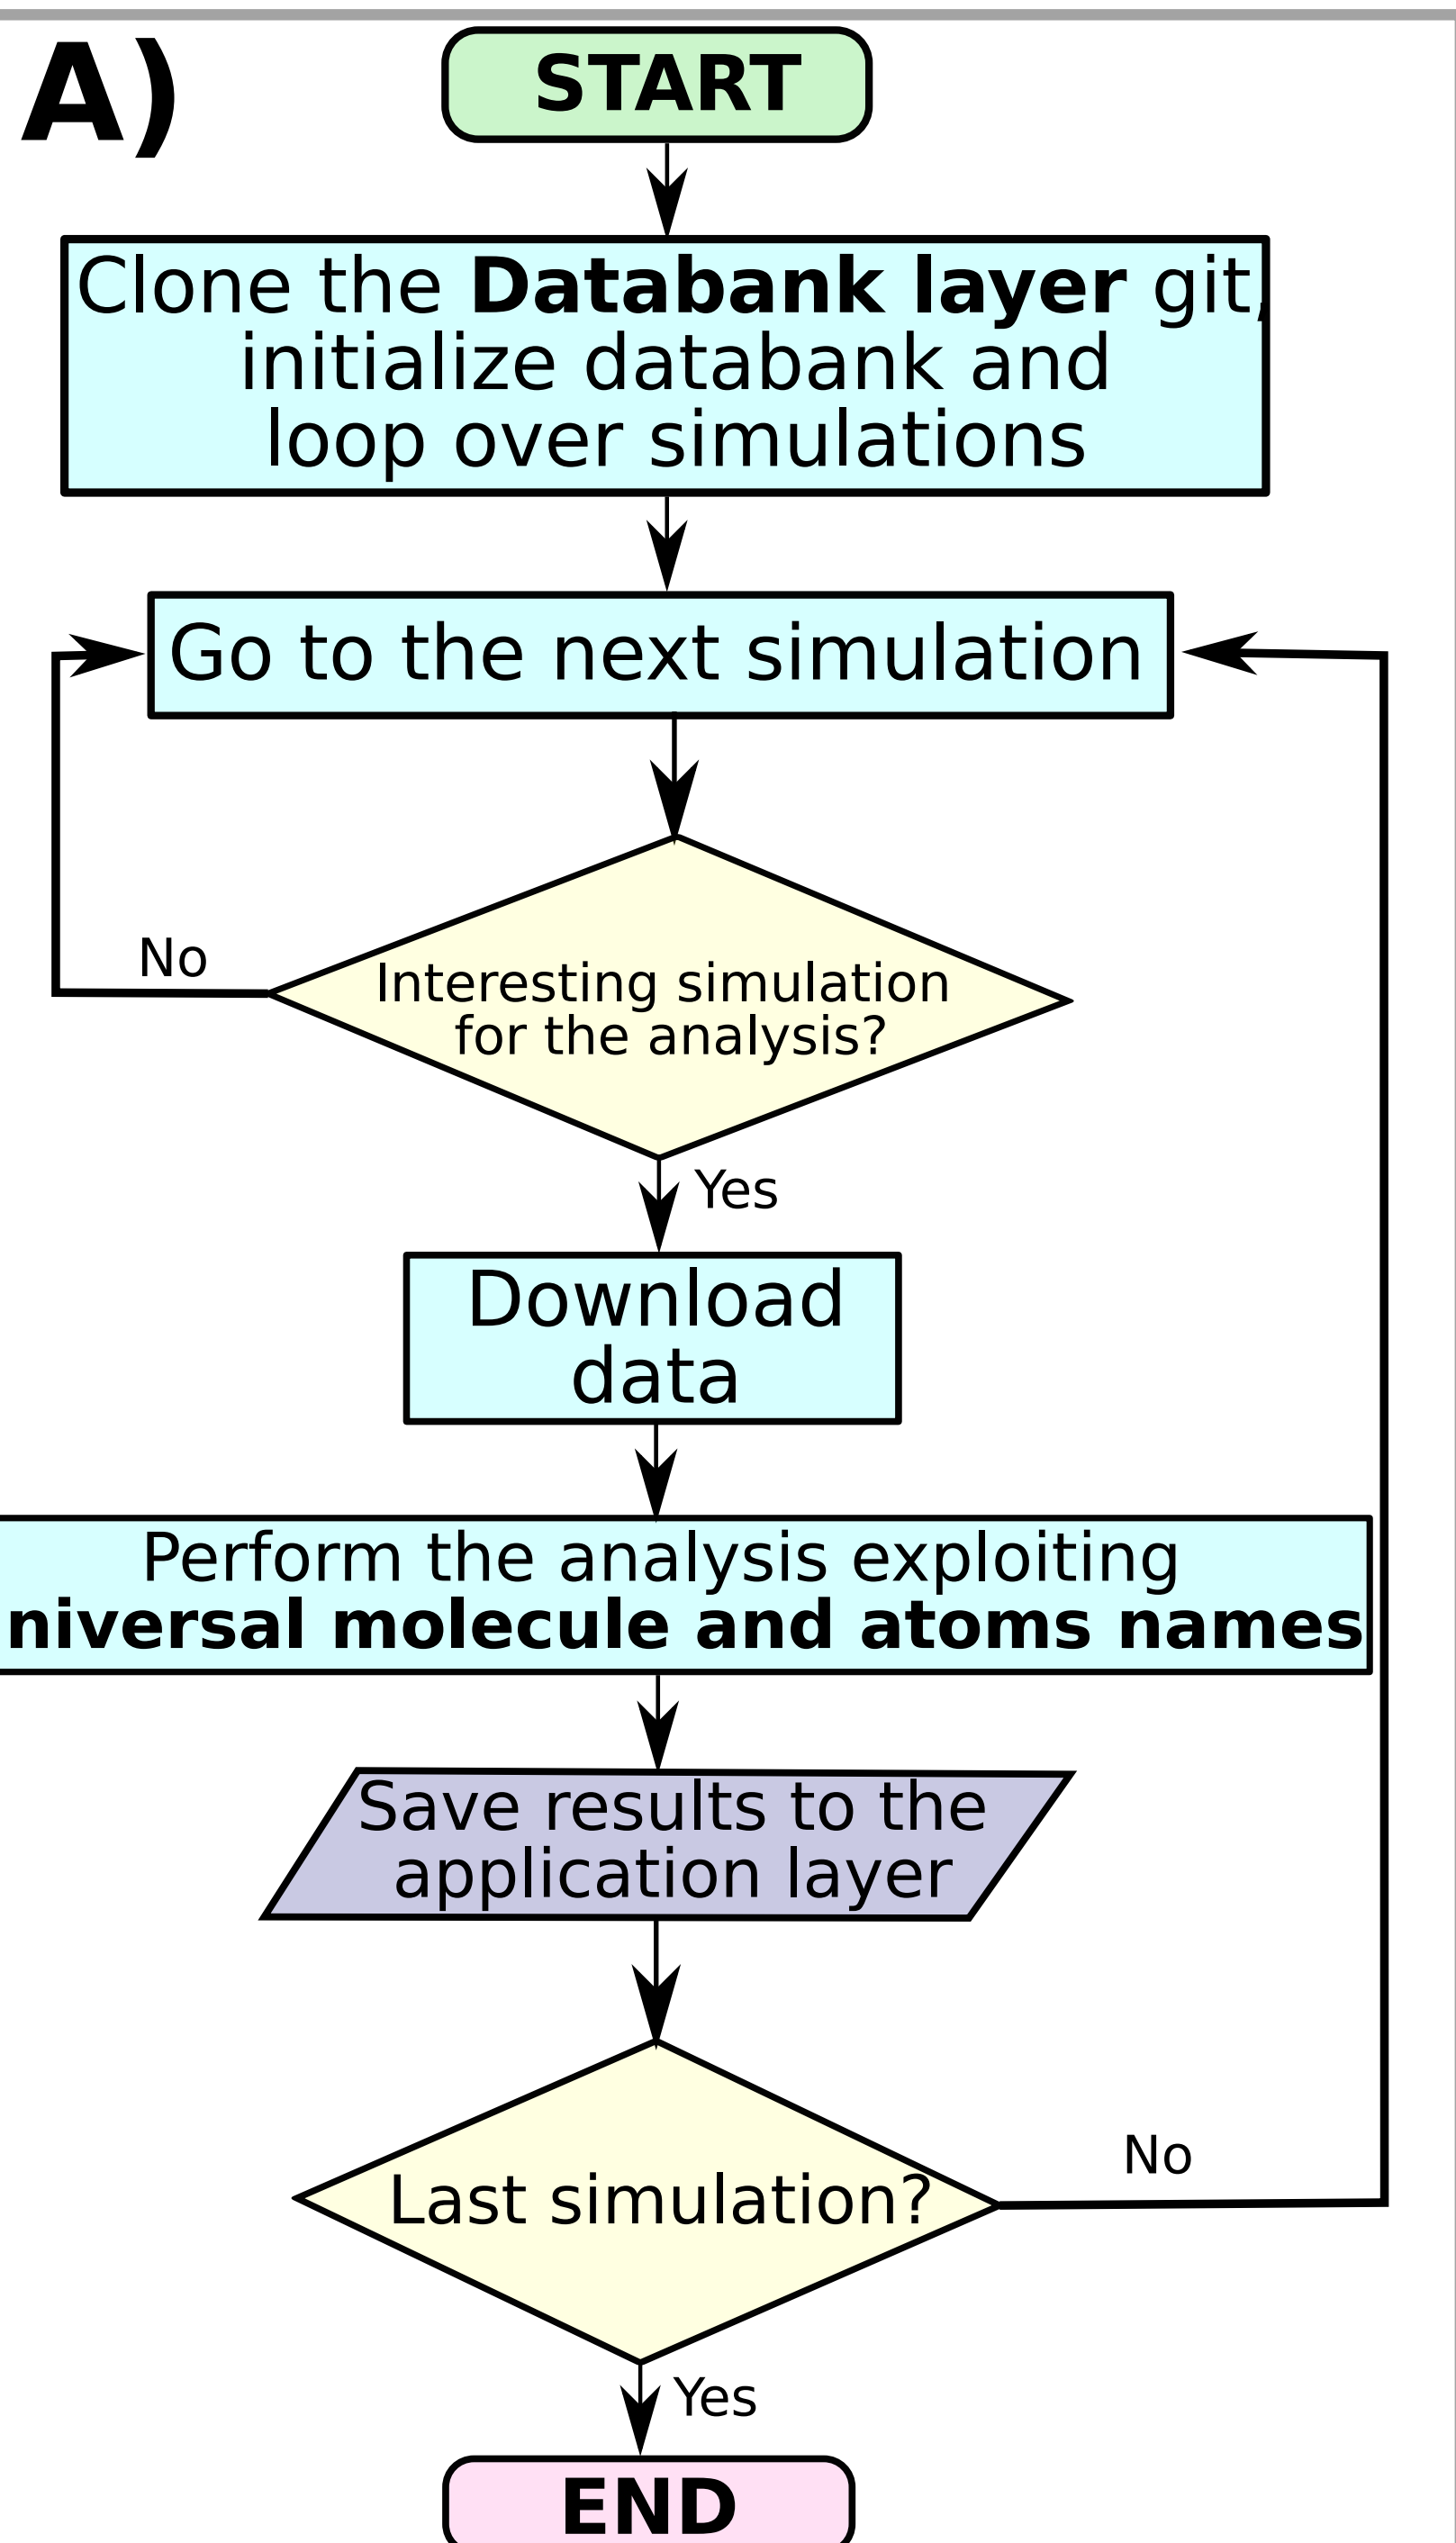 A)
START
Clone the Databank layer git,
initialize databank and
loop over simulations
Go to the next simulation
No
Interesting simulation
for the analysis?
Yes
Download
data
Perform the analysis exploiting
niversal molecule and atoms names
Save results to the
application layer
No
Last simulation?
Yes
END